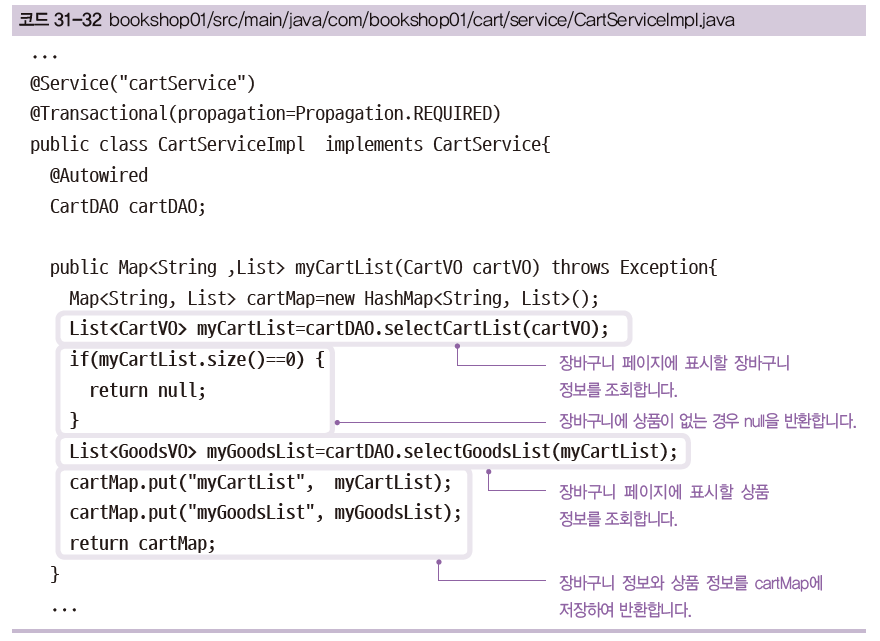 코드 31-32 bookshop01/src/main/java/com/bookshop01/cart/service/CartServiceImpl.java
...
@Service("cartService")
@Transactional(propagation=Propagation.REQUIRED)
public class CartServiceImpl  implements CartService{
  @Autowired
  CartDAO cartDAO;
  public Map<String ,List> myCartList(CartVO cartVO) throws Exception{
    Map<String, List> cartMap=new HashMap<String, List>();
    List<CartVO> myCartList=cartDAO.selectCartList(cartVO);
    if(myCartList.size()==0) {
장바구니 페이지에 표시할 장바구니
정보를 조회합니다.
      return null;
    }
장바구니에 상품이 없는 경우 null을 반환합니다.
    List<GoodsVO> myGoodsList=cartDAO.selectGoodsList(myCartList);
    cartMap.put("myCartList",  myCartList);
장바구니 페이지에 표시할 상품
정보를 조회합니다.
    cartMap.put("myGoodsList", myGoodsList);
    return cartMap;
  }
장바구니 정보와 상품 정보를 cartMap에
저장하여 반환합니다.
  ...